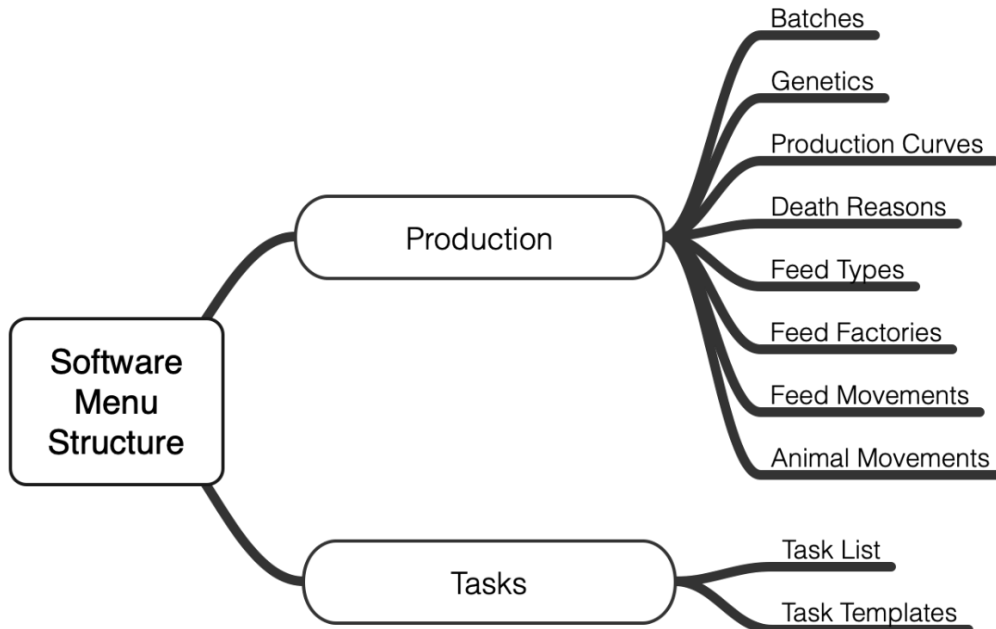 Software
Menu
Structure
Production
Batches
Genetics
Production Curves
Death Reasons
Feed Types
Feed Factories
Feed Movements
Animal Movements
Tasks
Task List
Task Templates